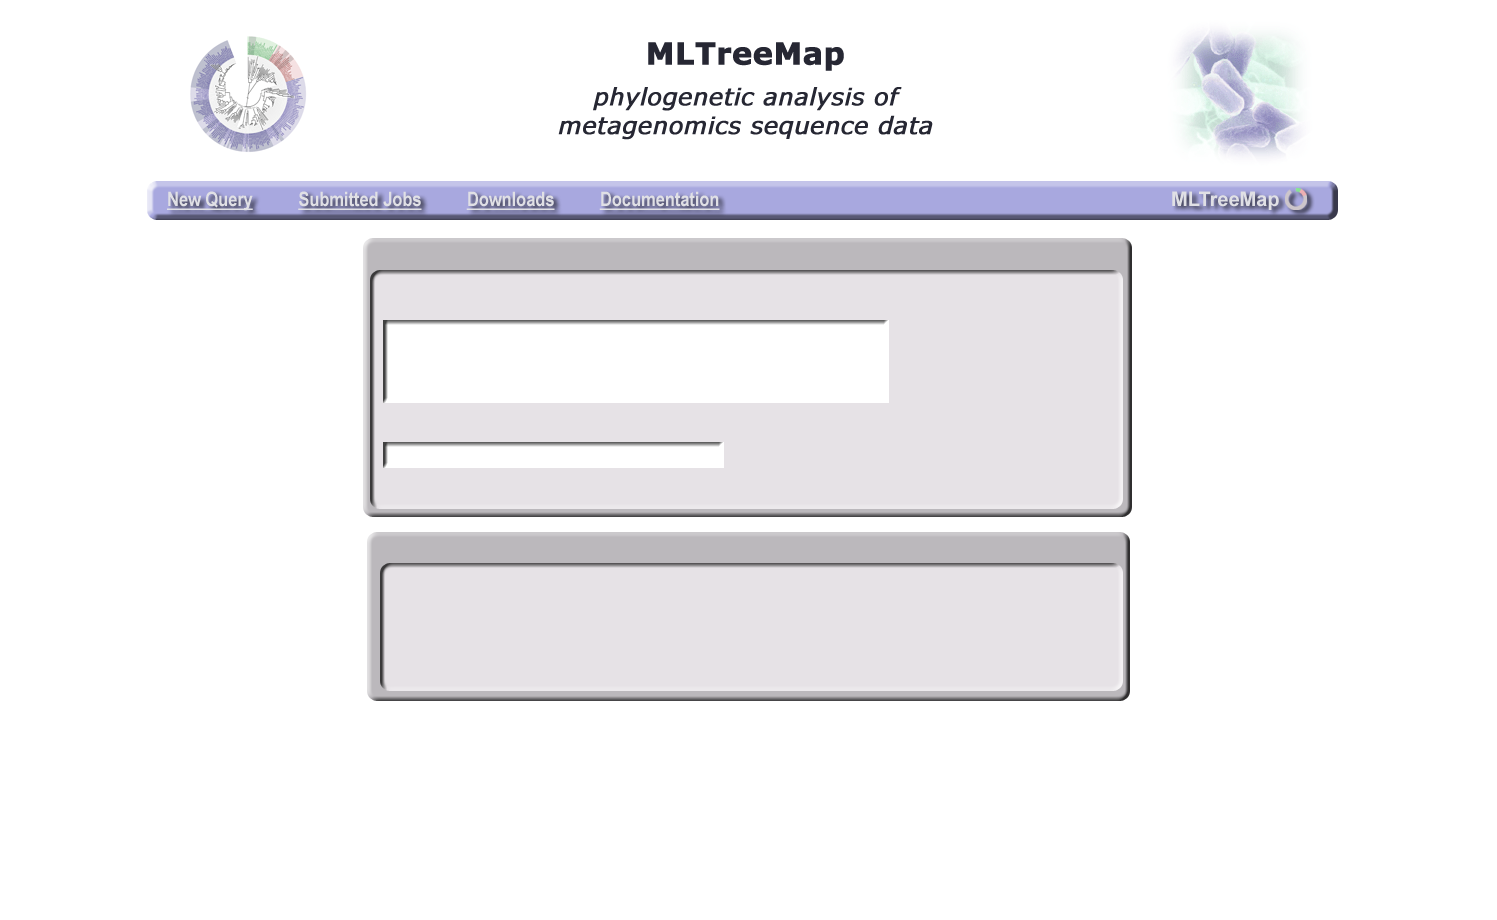 MLTreeMap
phylogenetic analysis of
metagenomics sequence data
New Query Submitted Jobs Downloads Documentation MLTreeMap